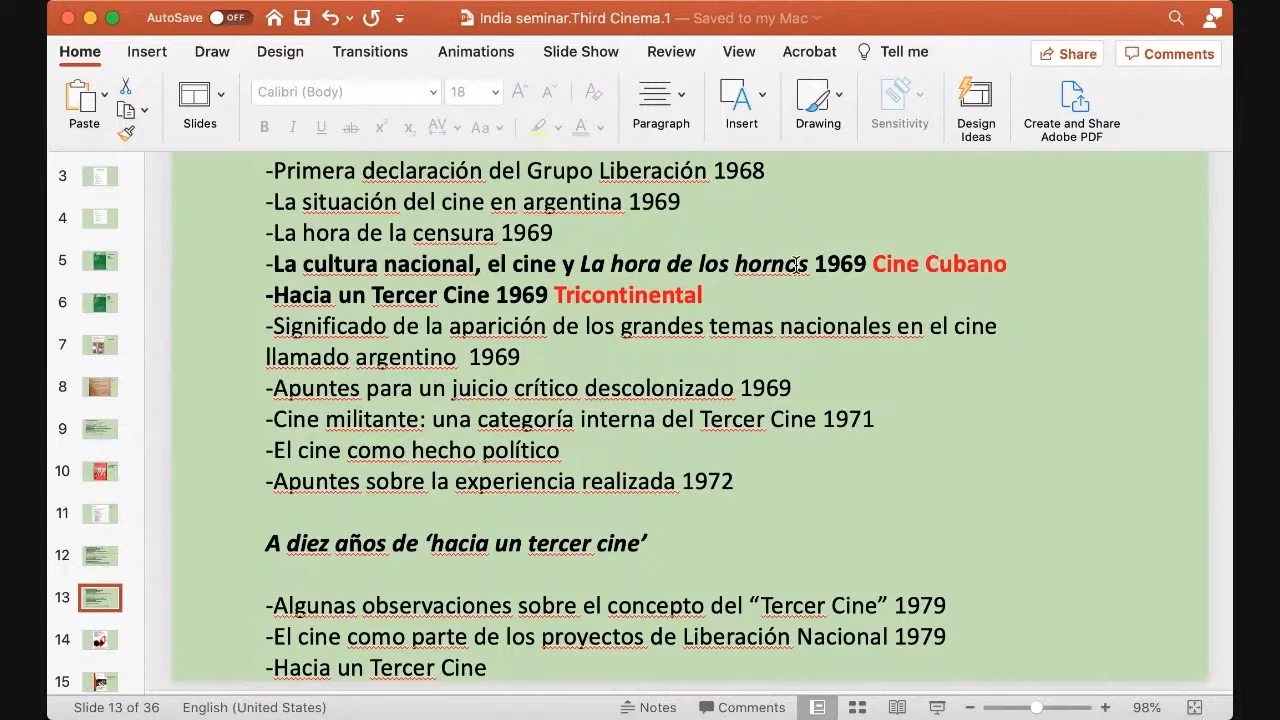 AutoSave OFF India seminar.Third Cinema.1 — Saved to my Mac
Home Insert Draw Design Transitions Animations Slide Show Review View Acrobat Tell me Share Comments
Calibri (Body) 18
Paste Slides Paragraph Insert Drawing Sensitivity Design Ideas Create and Share Adobe PDF
3
4
5
6
7
8
9
10
11
12
13
14
15
-Primera declaración del Grupo Liberación 1968
-La situación del cine en argentina 1969
-La hora de la censura 1969
-La cultura nacional, el cine y La hora de los hornos 1969 Cine Cubano
-Hacia un Tercer Cine 1969 Tricontinental
-Significado de la aparición de los grandes temas nacionales en el cine
llamado argentino 1969
-Apuntes para un juicio crítico descolonizado 1969
-Cine militante: una categoría interna del Tercer Cine 1971
-El cine como hecho político
-Apuntes sobre la experiencia realizada 1972
A diez años de ‘hacia un tercer cine’
-Algunas observaciones sobre el concepto del “Tercer Cine” 1979
-El cine como parte de los proyectos de Liberación Nacional 1979
-Hacia un Tercer Cine
Slide 13 of 36 English (United States) Notes Comments 98%